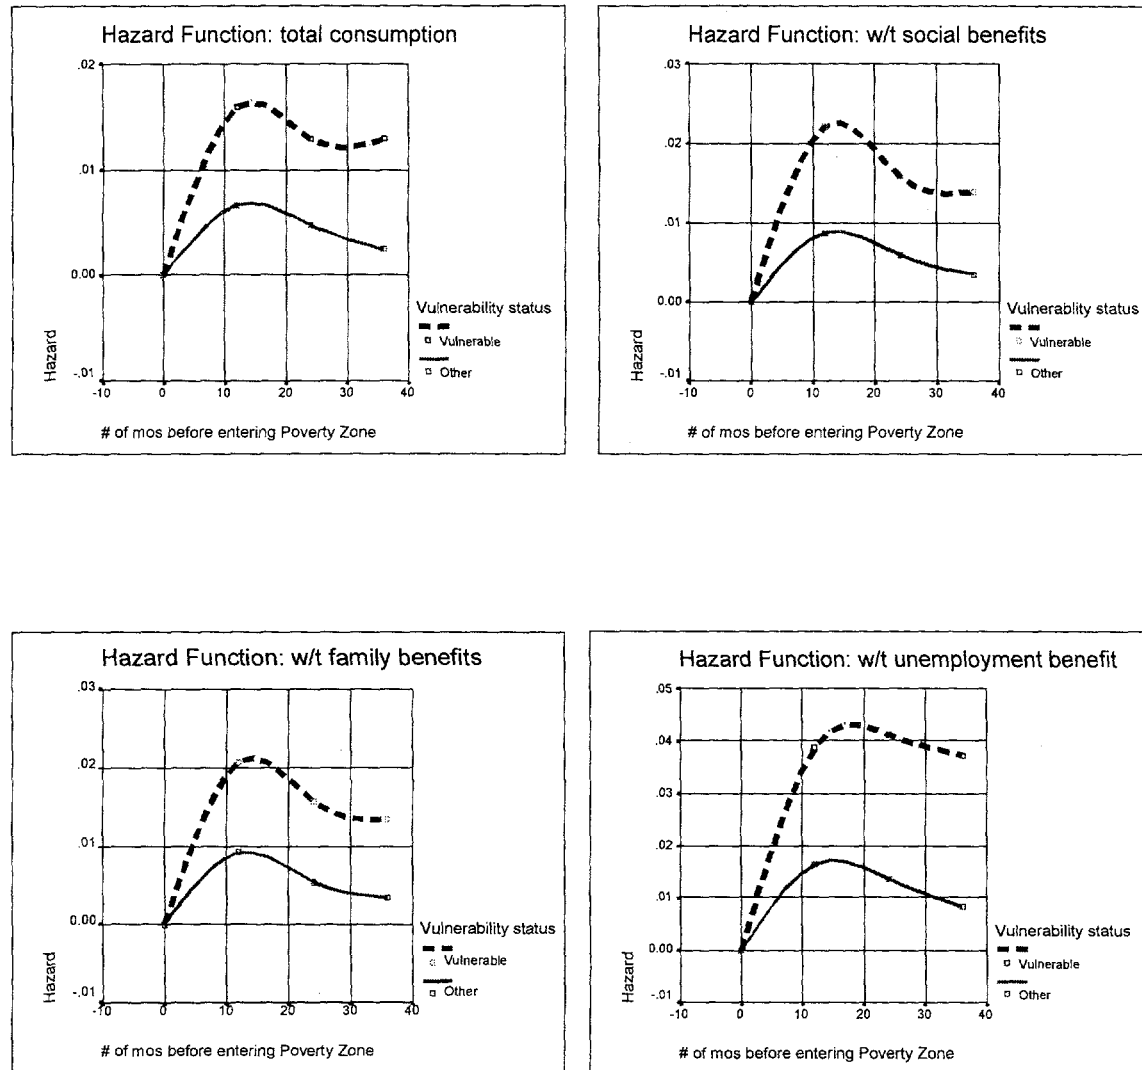 Hazard Function: total consumption
.02
.01
0.00
-.01
Hazard
-10
0
10
20
30
40
# of mos before entering Poverty Zone
Vulnerability status
Vulnerable
Other
Hazard Function: w/t social benefits
.03
.02
.01
0.00
-.01
Hazard
-10
0
10
20
30
40
# of mos before entering Poverty Zone
Vulnerablity status
Vulnerable
Other
Hazard Function: w/t family benefits
.03
.02
.01
0.00
-.01
Hazard
-10
0
10
20
30
40
# of mos before entering Poverty Zone
Vulnerability status
Vulnerable
Other
Hazard Function: w/t unemployment benefit
.05
.04
.03
.02
.01
0.00
-.01
Hazard
-10
0
10
20
30
40
# of mos before entering Poverty Zone
Vulnerability status
Vulnerable
Other